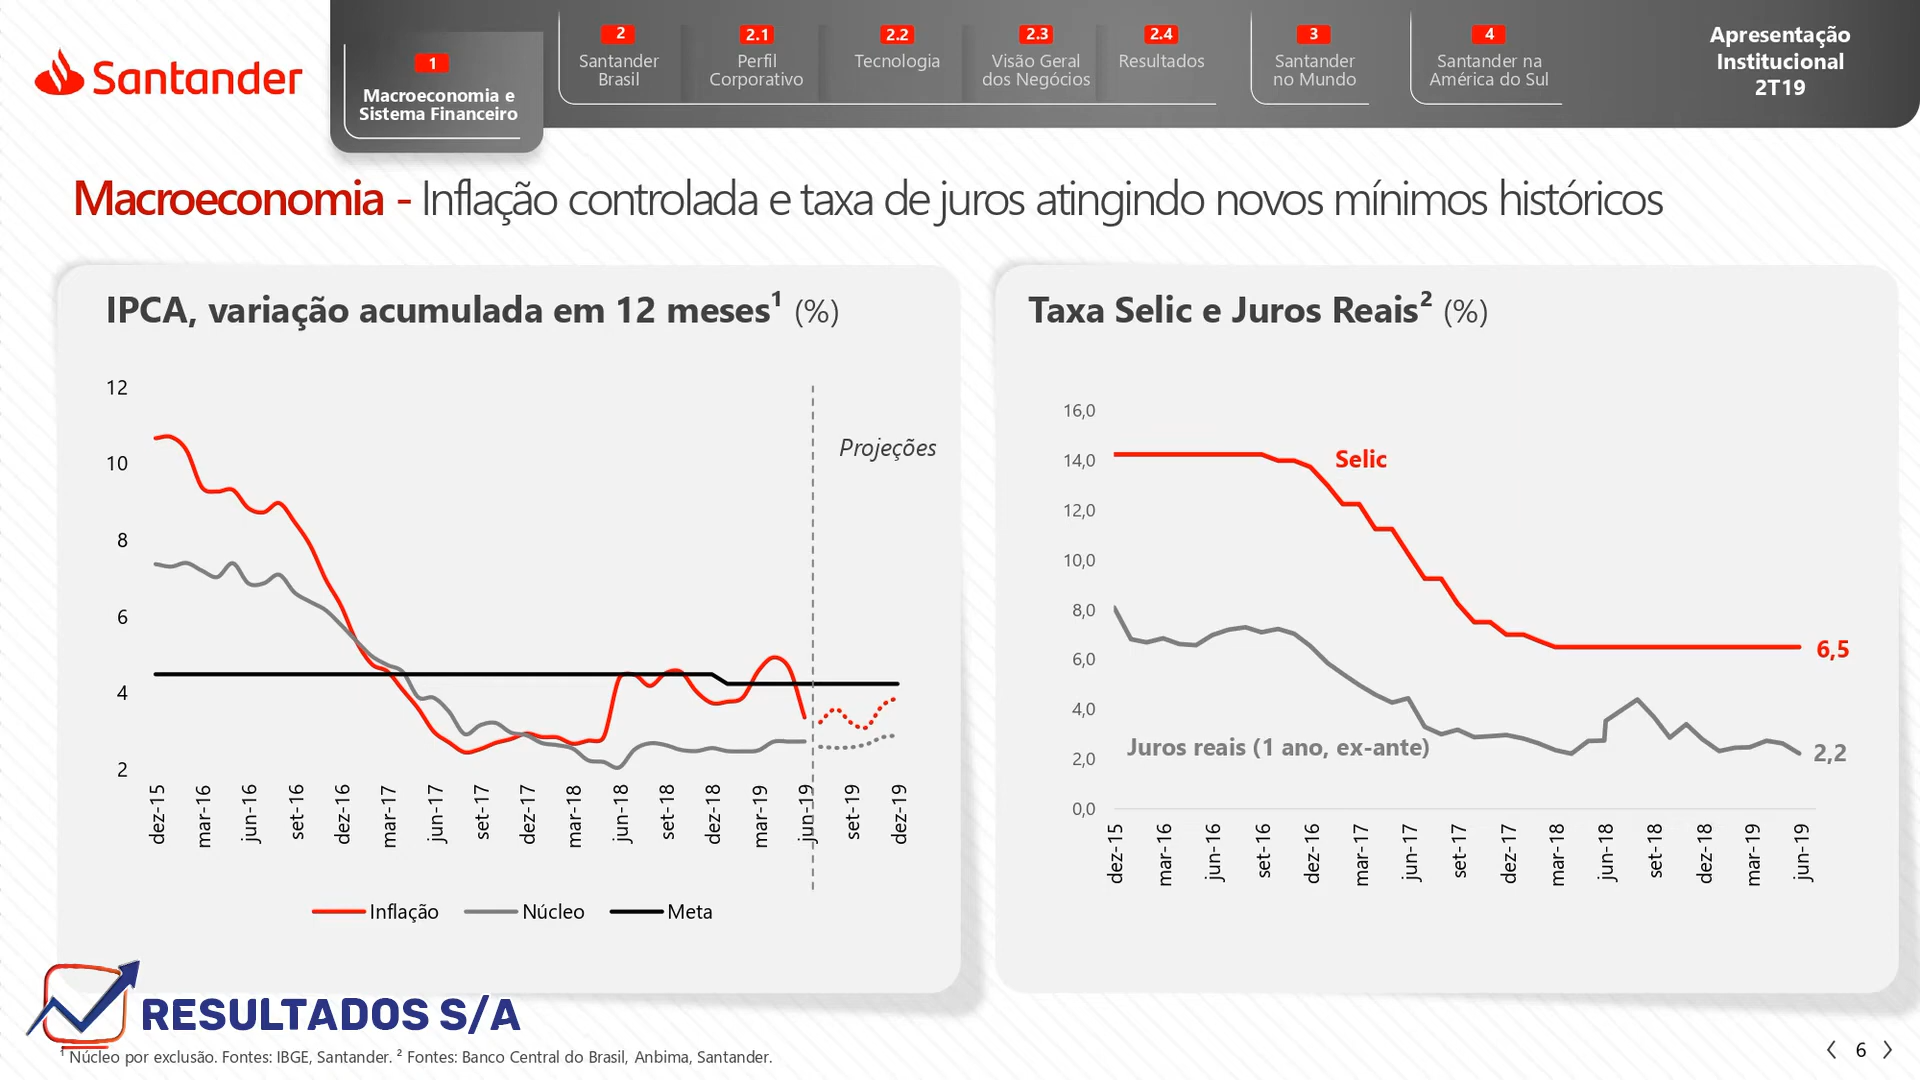 Santander
1
Macroeconomia e
Sistema Financeiro
2
Santander
Brasil
2.1
Perfil
Corporativo
2.2
Tecnologia
2.3
Visão Geral
dos Negócios
2.4
Resultados
3
Santander
no Mundo
4
Santander na
América do Sul
Apresentação
Institucional
2T19
Macroeconomia - Inflação controlada e taxa de juros atingindo novos mínimos históricos
IPCA, variação acumulada em 12 meses¹ (%)
12
10
8
6
4
2
Projeções
dez-15
mar-16
jun-16
set-16
dez-16
mar-17
jun-17
set-17
dez-17
mar-18
jun-18
set-18
dez-18
mar-19
jun-19
set-19
dez-19
Inflação
Núcleo
Meta
Taxa Selic e Juros Reais² (%)
16,0
14,0
12,0
10,0
8,0
6,0
4,0
2,0
0,0
Selic
6,5
Juros reais (1 ano, ex-ante)
2,2
dez-15
mar-16
jun-16
set-16
dez-16
mar-17
jun-17
set-17
dez-17
mar-18
jun-18
set-18
dez-18
mar-19
jun-19
RESULTADOS S/A
¹ Núcleo por exclusão. Fontes: IBGE, Santander. ² Fontes: Banco Central do Brasil, Anbima, Santander.
6